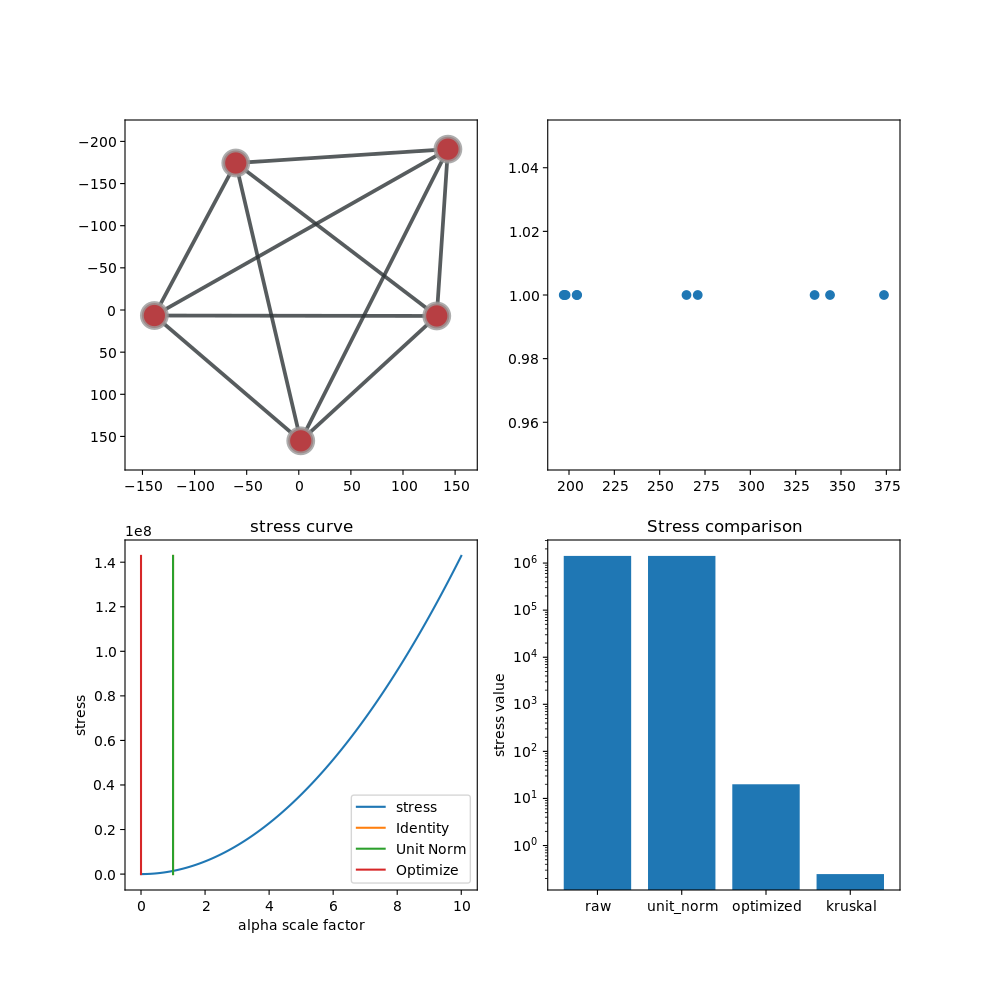 −200
−150
−100
−50
0
50
100
150
−150 −100 −50 0 50 100 150
1.04
1.02
1.00
0.98
0.96
200 225 250 275 300 325 350 375
stress curve
1e8
1.4
1.2
1.0
0.8
0.6
0.4
0.2
0.0
stress
stress
Identity
Unit Norm
Optimize
0 2 4 6 8 10
alpha scale factor
Stress comparison
10^6
10^5
10^4
10^3
10^2
10^1
10^0
stress value
raw unit_norm optimized kruskal